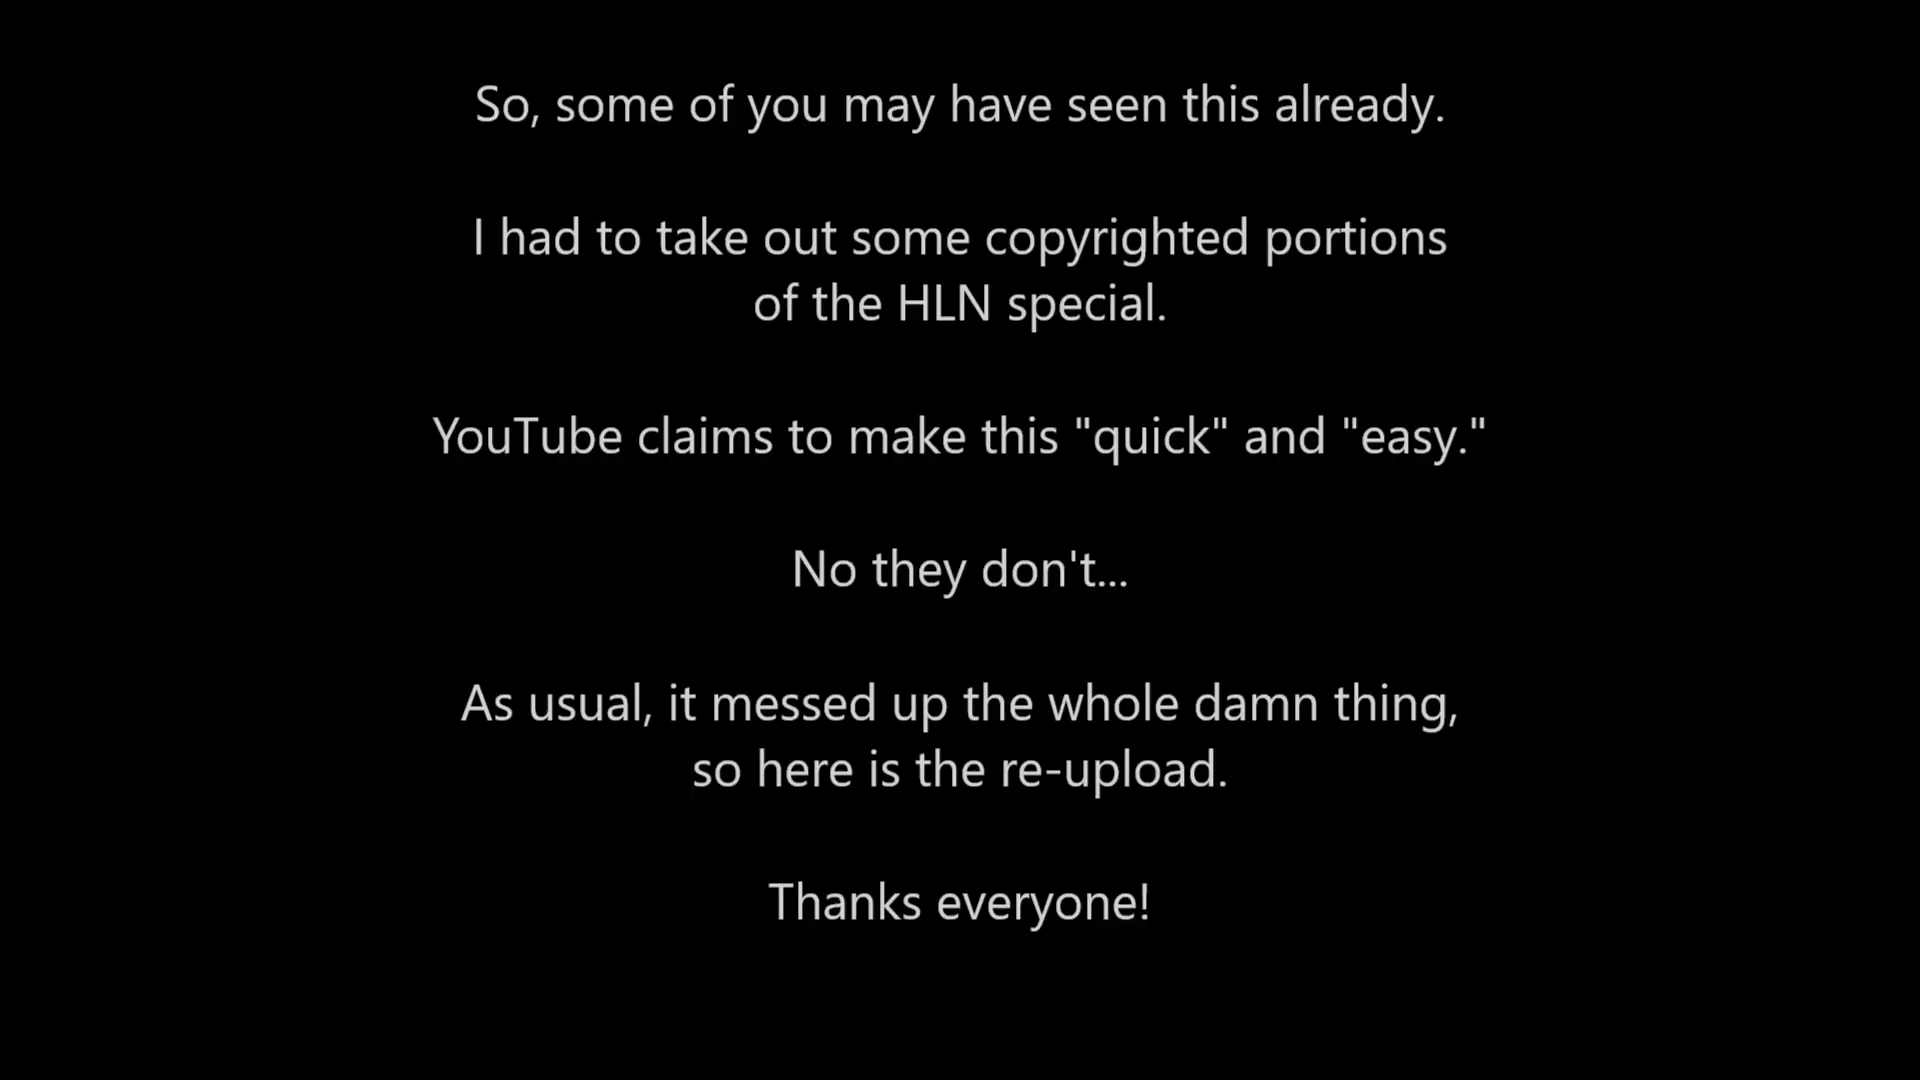 So, some of you may have seen this already.
I had to take out some copyrighted portions
of the HLN special.
YouTube claims to make this "quick" and "easy."
No they don't...
As usual, it messed up the whole damn thing,
so here is the re-upload.
Thanks everyone!